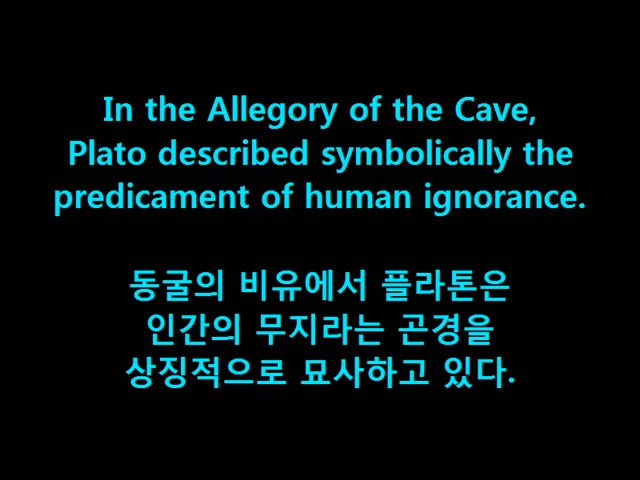 In the Allegory of the Cave,
Plato described symbolically the
predicament of human ignorance.
동굴의 비유에서 플라톤은
인간의 무지라는 곤경을
상징적으로 묘사하고 있다.